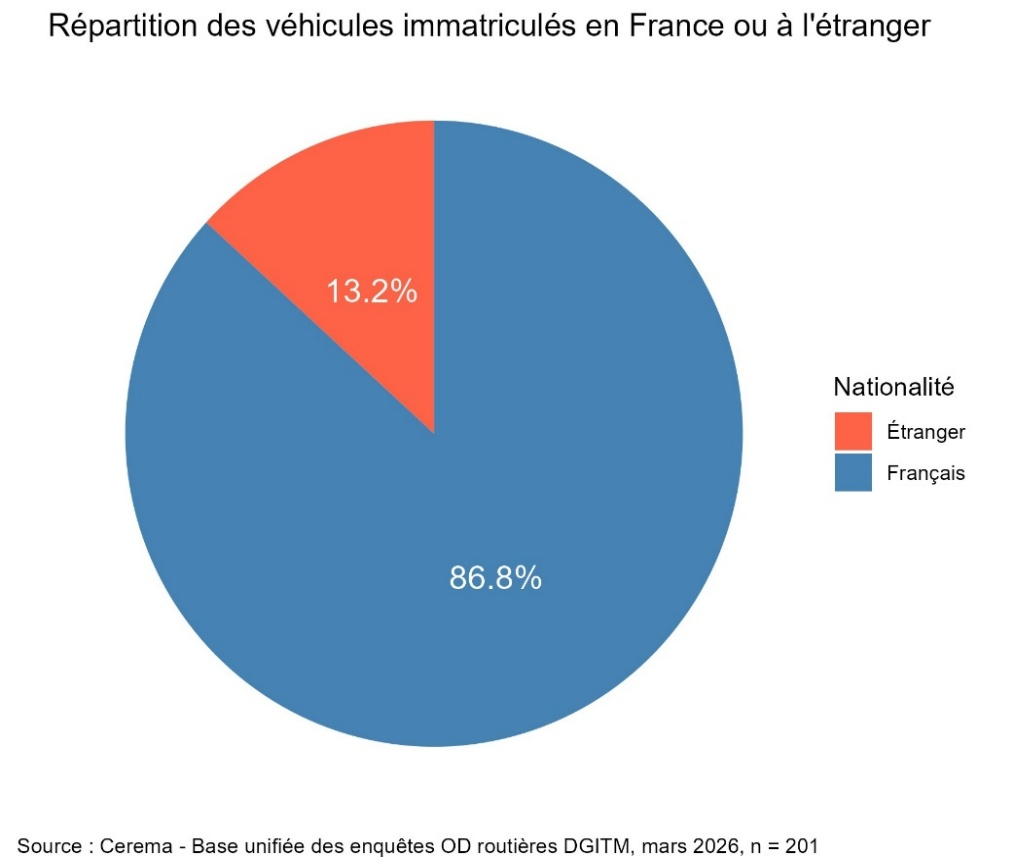 Répartition des véhicules immatriculés en France ou à l'étranger
13.2%
86.8%
Nationalité
Étranger
Français
Source : Cerema - Base unifiée des enquêtes OD routières DGITM, mars 2026, n = 201